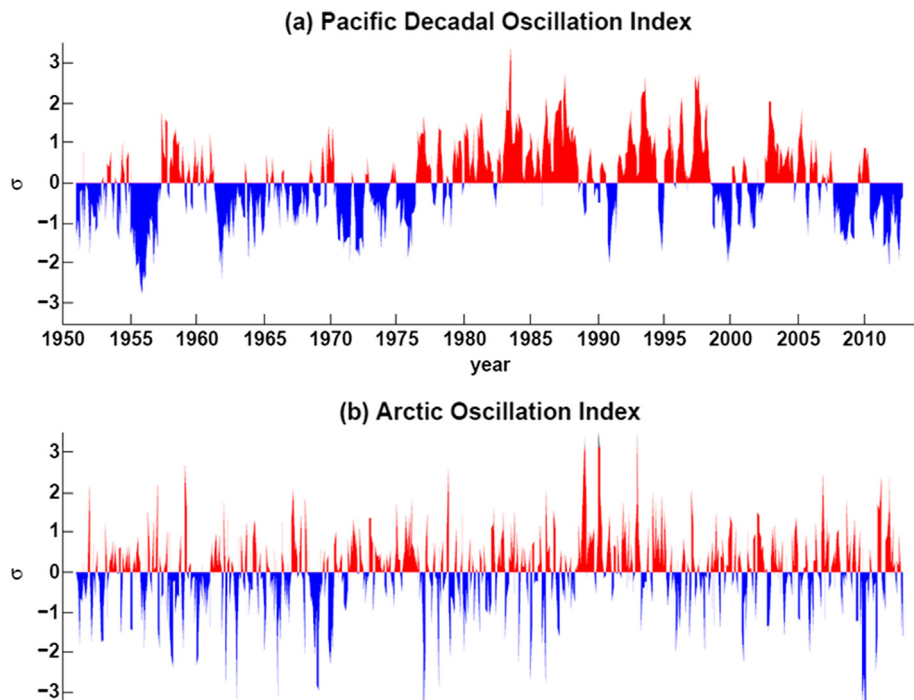 (a) Pacific Decadal Oscillation Index
3
2
1
0
−1
−2
−3
σ
1950 1955 1960 1965 1970 1975 1980 1985 1990 1995 2000 2005 2010
year
(b) Arctic Oscillation Index
3
2
1
0
−1
−2
−3
σ